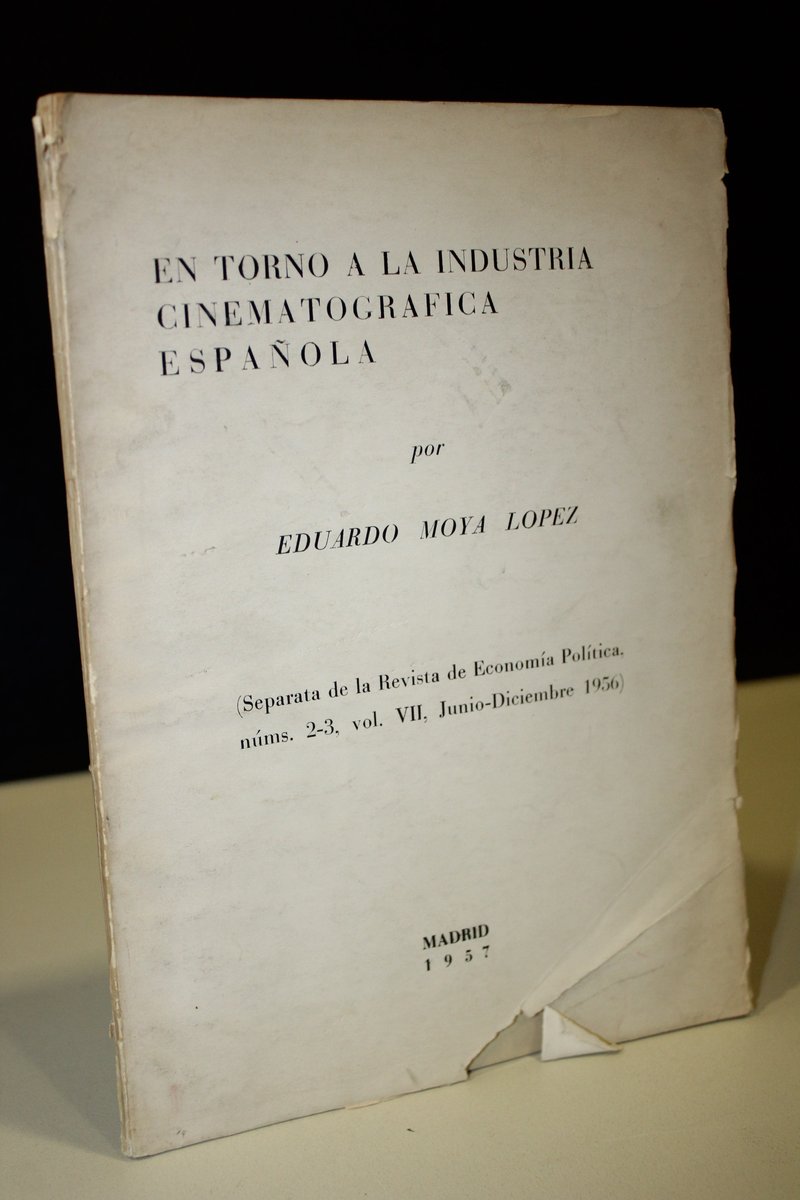 EN TORNO A LA INDUSTRIA
CINEMATOGRAFICA
ESPAÑOLA
por
EDUARDO MOYA LOPEZ
(Separata de la Revista de Economía Política,
núms. 2-3, vol. VII, Junio-Diciembre 1956)
MADRID
1957